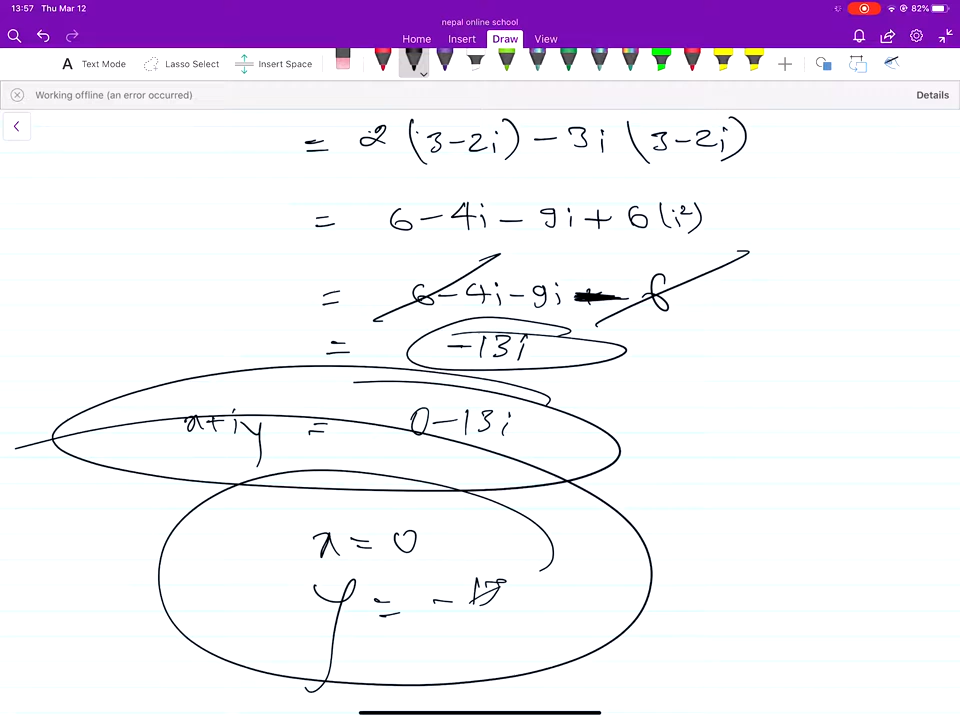 13:57 Thu Mar 12
82%
nepal online school
Home Insert Draw View
A Text Mode Lasso Select Insert Space
Working offline (an error occurred) Details
= 2 (3-2i) - 3i (3-2i)
= 6 - 4i - 9i + 6(i²)
= 6 - 4i - 9i - 6
= -13i
x+iy = 0-13i
x = 0
y = -13